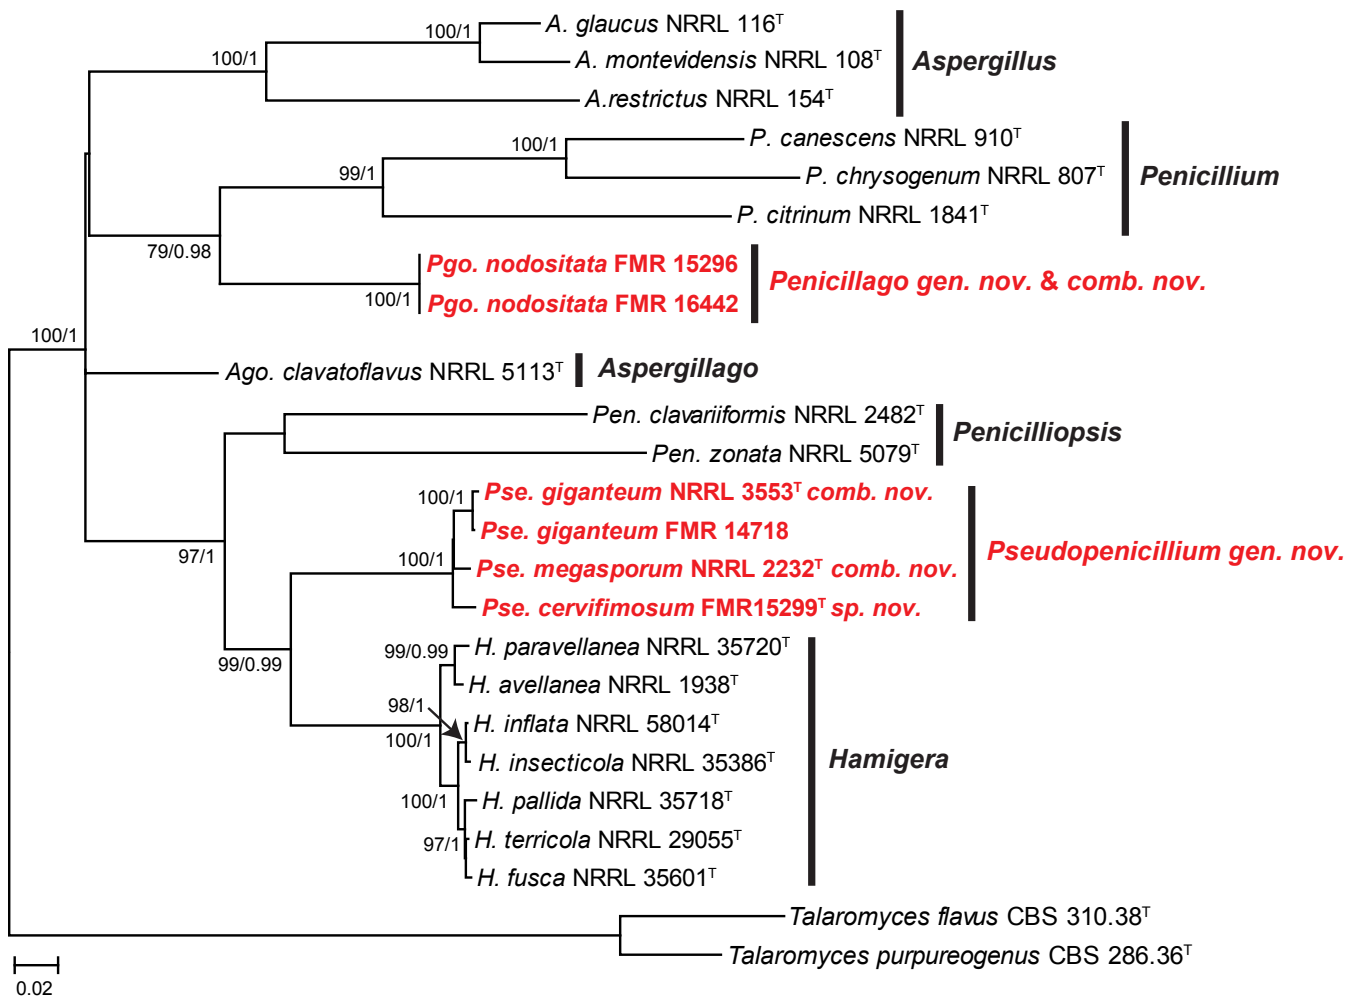 100/1
A. glaucus NRRL 116ᵀ
100/1
A. montevidensis NRRL 108ᵀ
Aspergillus
A.restrictus NRRL 154ᵀ
100/1
P. canescens NRRL 910ᵀ
99/1
P. chrysogenum NRRL 807ᵀ
Penicillium
P. citrinum NRRL 1841ᵀ
79/0.98
Pgo. nodositata FMR 15296
Penicillago gen. nov. & comb. nov.
100/1
Pgo. nodositata FMR 16442
100/1
Ago. clavatoflavus NRRL 5113ᵀ
Aspergillago
Pen. clavariiformis NRRL 2482ᵀ
Penicilliopsis
Pen. zonata NRRL 5079ᵀ
100/1
Pse. giganteum NRRL 3553ᵀ comb. nov.
Pse. giganteum FMR 14718
97/1
Pseudopenicillium gen. nov.
100/1
Pse. megasporum NRRL 2232ᵀ comb. nov.
Pse. cervifimosum FMR15299ᵀ sp. nov.
99/0.99
99/0.99
H. paravellanea NRRL 35720ᵀ
H. avellanea NRRL 1938ᵀ
98/1
H. inflata NRRL 58014ᵀ
100/1
H. insecticola NRRL 35386ᵀ
Hamigera
100/1
H. pallida NRRL 35718ᵀ
97/1
H. terricola NRRL 29055ᵀ
H. fusca NRRL 35601ᵀ
Talaromyces flavus CBS 310.38ᵀ
Talaromyces purpureogenus CBS 286.36ᵀ
0.02